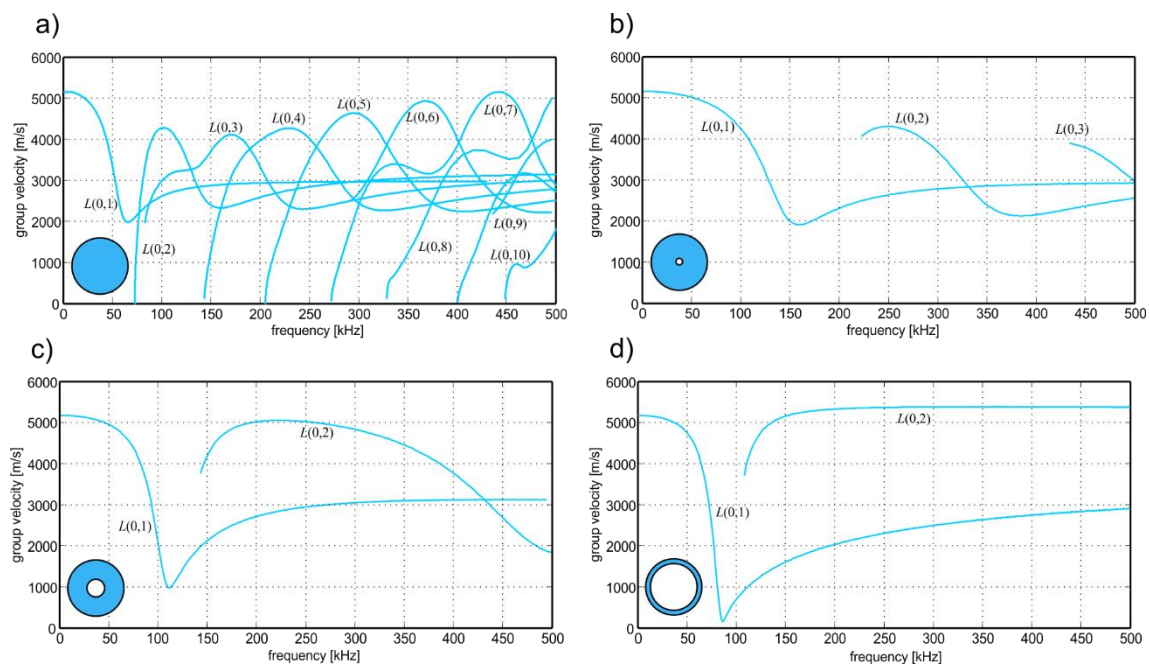 a)
6000
5000
4000
3000
2000
1000
0
group velocity [m/s]
L(0,1)
L(0,2)
L(0,3)
L(0,4)
L(0,5)
L(0,6)
L(0,7)
L(0,8)
L(0,9)
L(0,10)
0 50 100 150 200 250 300 350 400 450 500
frequency [kHz]
b)
6000
5000
4000
3000
2000
1000
0
group velocity [m/s]
L(0,1)
L(0,2)
L(0,3)
0 50 100 150 200 250 300 350 400 450 500
frequency [kHz]
c)
6000
5000
4000
3000
2000
1000
0
group velocity [m/s]
L(0,1)
L(0,2)
0 50 100 150 200 250 300 350 400 450 500
frequency [kHz]
d)
6000
5000
4000
3000
2000
1000
0
group velocity [m/s]
L(0,1)
L(0,2)
0 50 100 150 200 250 300 350 400 450 500
frequency [kHz]